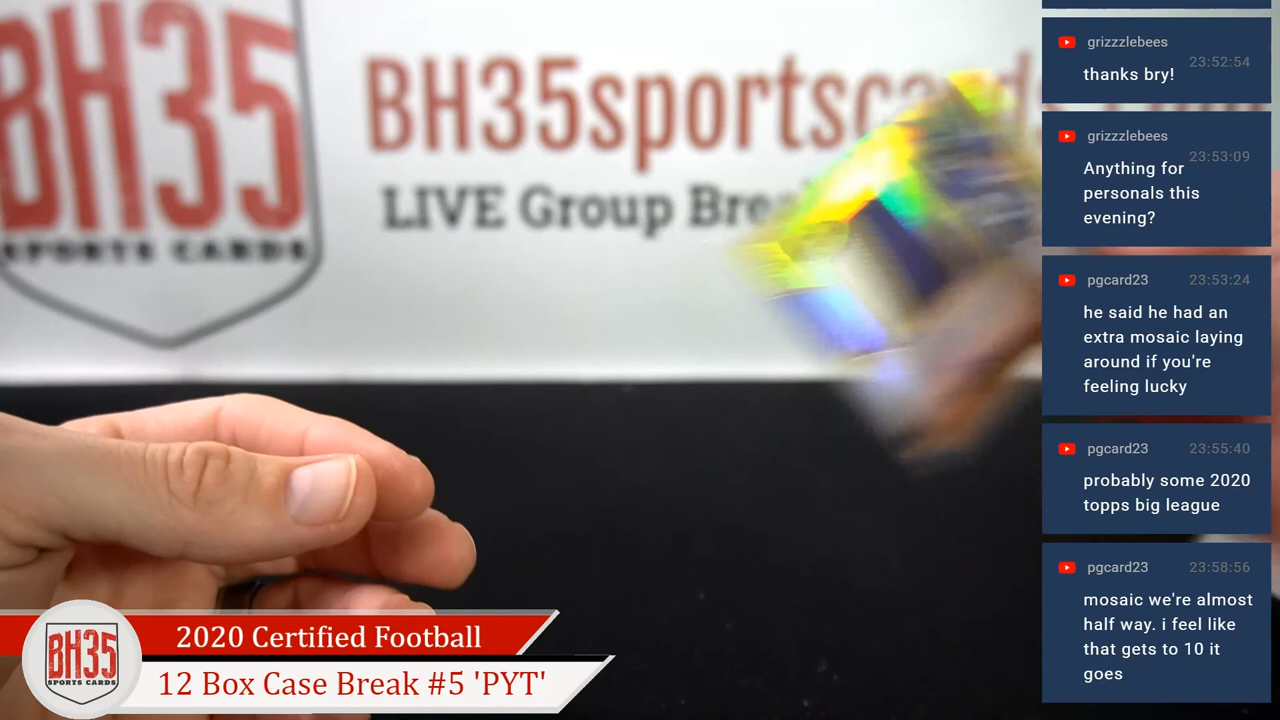 BH35
SPORTS CARDS
BH35sportsc
LIVE Group Brea
grizzzlebees
23:52:54
thanks bry!
grizzzlebees
23:53:09
Anything for
personals this
evening?
pgcard23
23:53:24
he said he had an
extra mosaic laying
around if you're
feeling lucky
pgcard23
23:55:40
probably some 2020
topps big league
pgcard23
23:58:56
mosaic we're almost
half way. i feel like
that gets to 10 it
goes
BH35
SPORTS CARDS
2020 Certified Football
12 Box Case Break #5 'PYT'